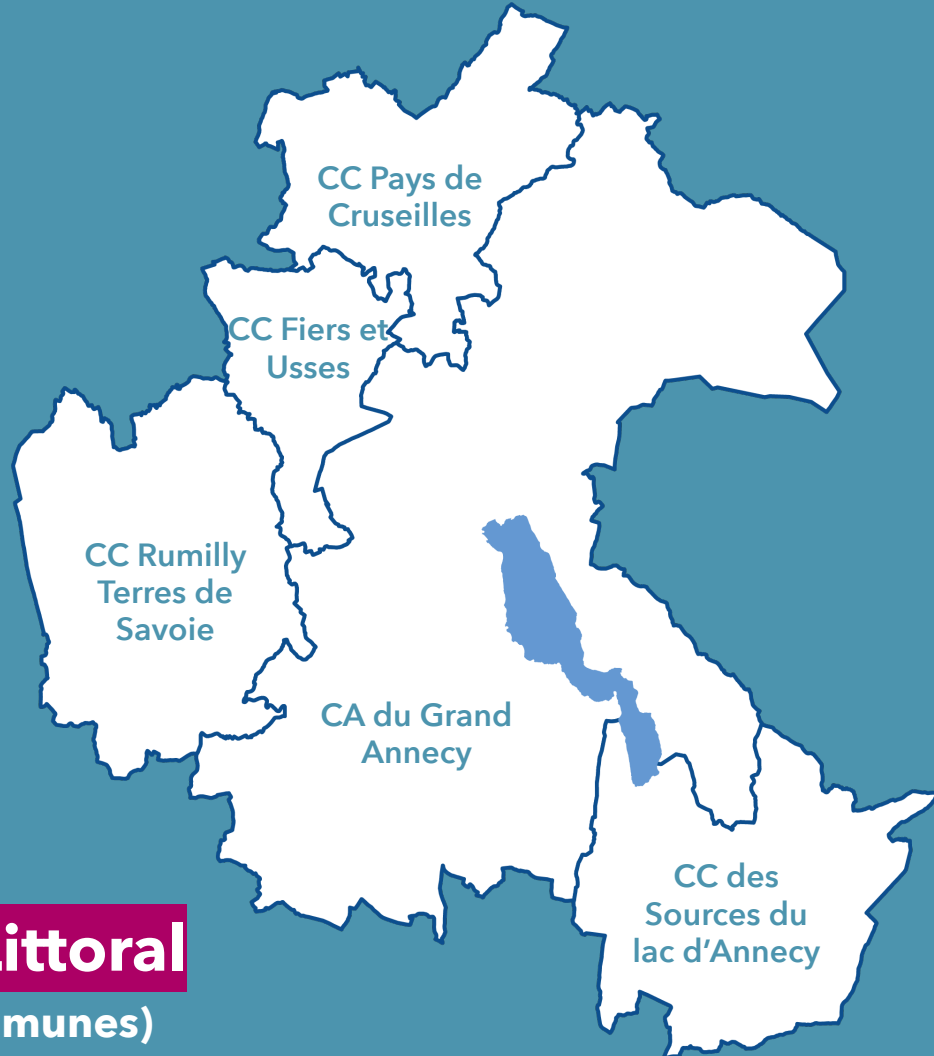 CC Pays de
Cruseilles
CC Fiers et
Usses
CC Rumilly
Terres de
Savoie
CA du Grand
Annecy
CC des
Sources du
lac d'Annecy
Littoral
munes)